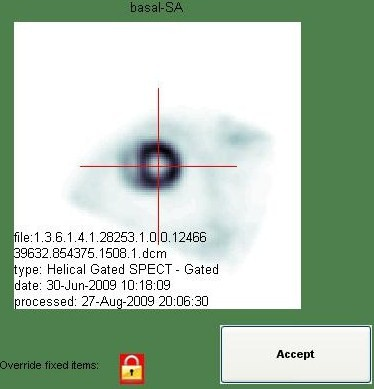 basal-SA
file:1.3.6.1.4.1.28253.1.0.0.12466
39632.854375.1508.1.dcm
type: Helical Gated SPECT - Gated
date: 30-Jun-2009 10:18:09
processed: 27-Aug-2009 20:06:30
Override fixed items:
Accept